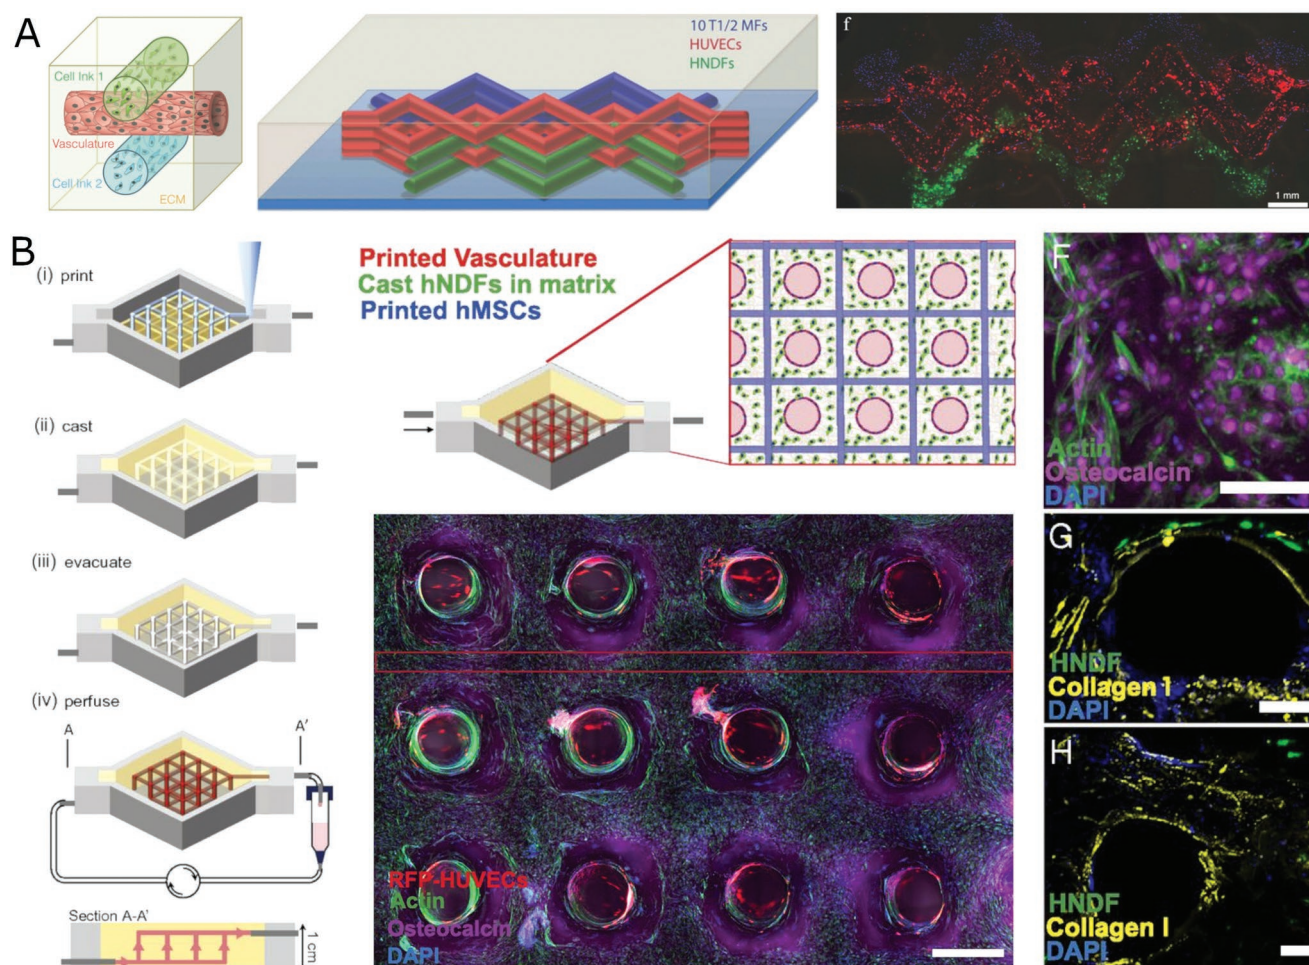 A
Cell Ink 1
Vasculature
Cell Ink 2
ECM
10 T1/2 MFs
HUVECs
HNDFs
f
1 mm
B
(i) print
(ii) cast
(iii) evacuate
(iv) perfuse
A
A'
Section A-A'
1 cm
Printed Vasculature
Cast hNDFs in matrix
Printed hMSCs
RFP-HUVECs
Actin
Osteocalcin
DAPI
F
Actin
Osteocalcin
DAPI
G
HNDF
Collagen I
DAPI
H
HNDF
Collagen I
DAPI